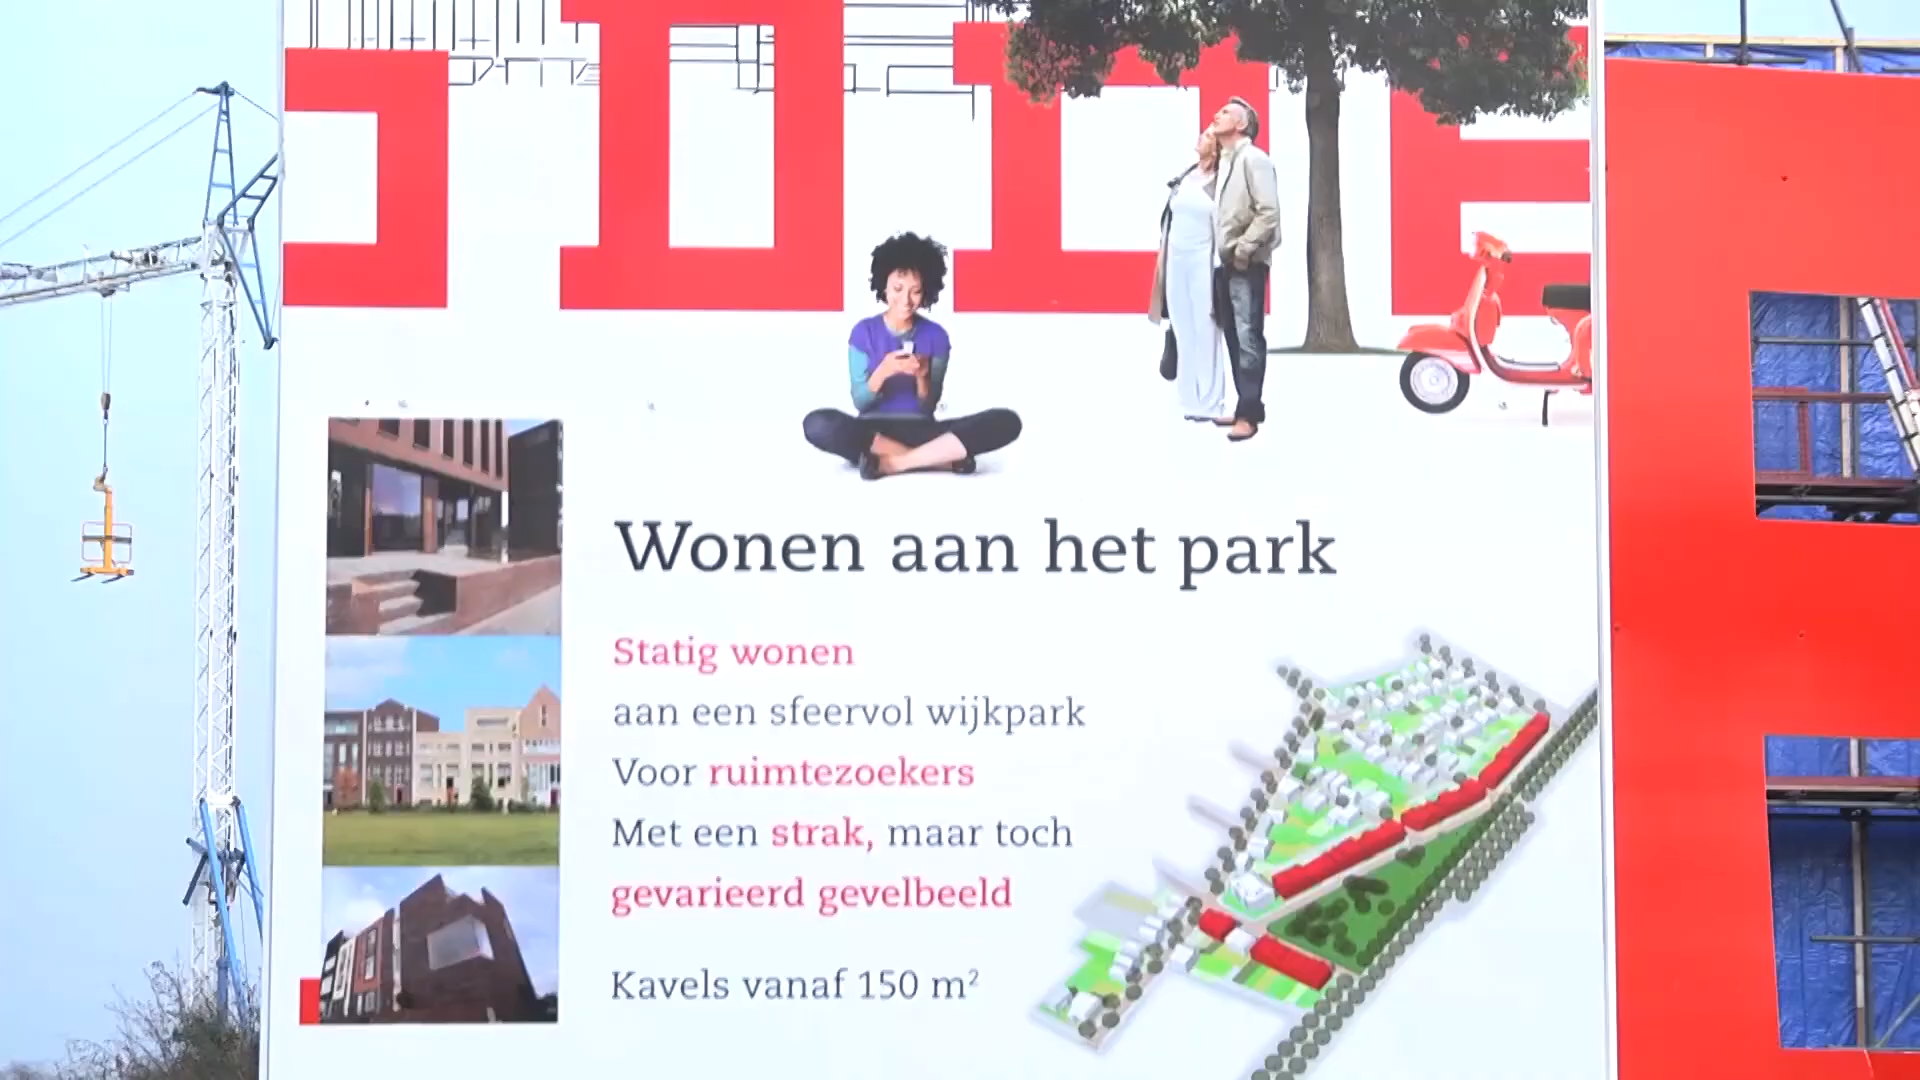 Wonen aan het park
Statig wonen
aan een sfeervol wijkpark
Voor ruimtezoekers
Met een strak, maar toch
gevarieerd gevelbeeld
Kavels vanaf 150 m²